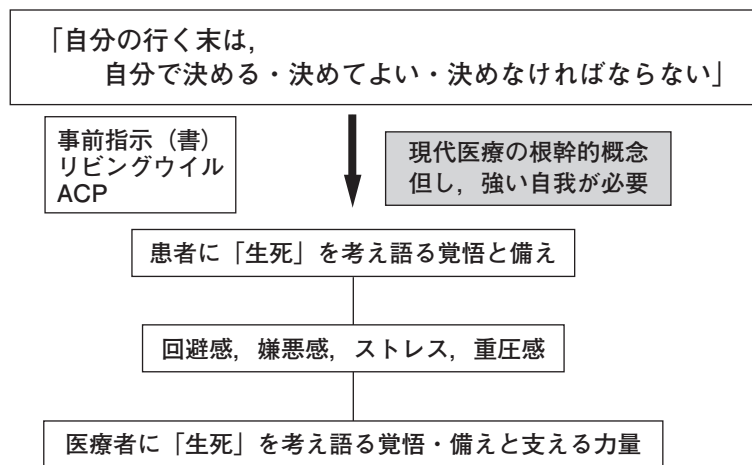 「自分の行く末は，
自分で決める・決めてよい・決めなければならない」
事前指示（書）
リビングウイル
ACP
現代医療の根幹的概念
但し，強い自我が必要
患者に「生死」を考え語る覚悟と備え
回避感，嫌悪感，ストレス，重圧感
医療者に「生死」を考え語る覚悟・備えと支える力量